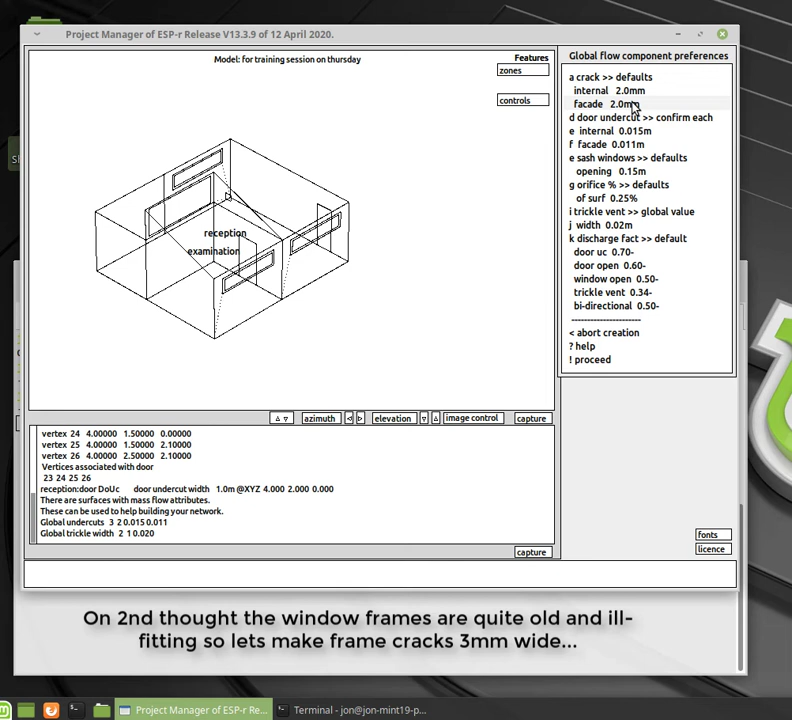 Project Manager of ESP-r Release V13.3.9 of 12 April 2020.
Model: for training session on thursday
Features
zones
controls
reception
examination
azimuth
elevation
image control
capture
vertex 24 4.00000 1.50000 0.00000
vertex 25 4.00000 1.50000 2.10000
vertex 26 4.00000 2.50000 2.10000
Vertices associated with door
23 24 25 26
reception:door DoUc door undercut width 1.0m @XYZ 4.000 2.000 0.000
There are surfaces with mass flow attributes.
These can be used to help building your network.
Global undercuts 3 2 0.015 0.011
Global trickle width 2 1 0.020
capture
Global flow component preferences
a crack >> defaults
internal 2.0mm
facade 2.0mm
d door undercut >> confirm each
e internal 0.015m
f facade 0.011m
e sash windows >> defaults
opening 0.15m
g orifice % >> defaults
of surf 0.25%
i trickle vent >> global value
j width 0.02m
k discharge fact >> default
door uc 0.70-
door open 0.60-
window open 0.50-
trickle vent 0.34-
bi-directional 0.50-
---------------------
< abort creation
? help
! proceed
fonts
licence
On 2nd thought the window frames are quite old and ill-
fitting so lets make frame cracks 3mm wide...
Project Manager of ESP-r Re...
Terminal - jon@jon-mint19-p...